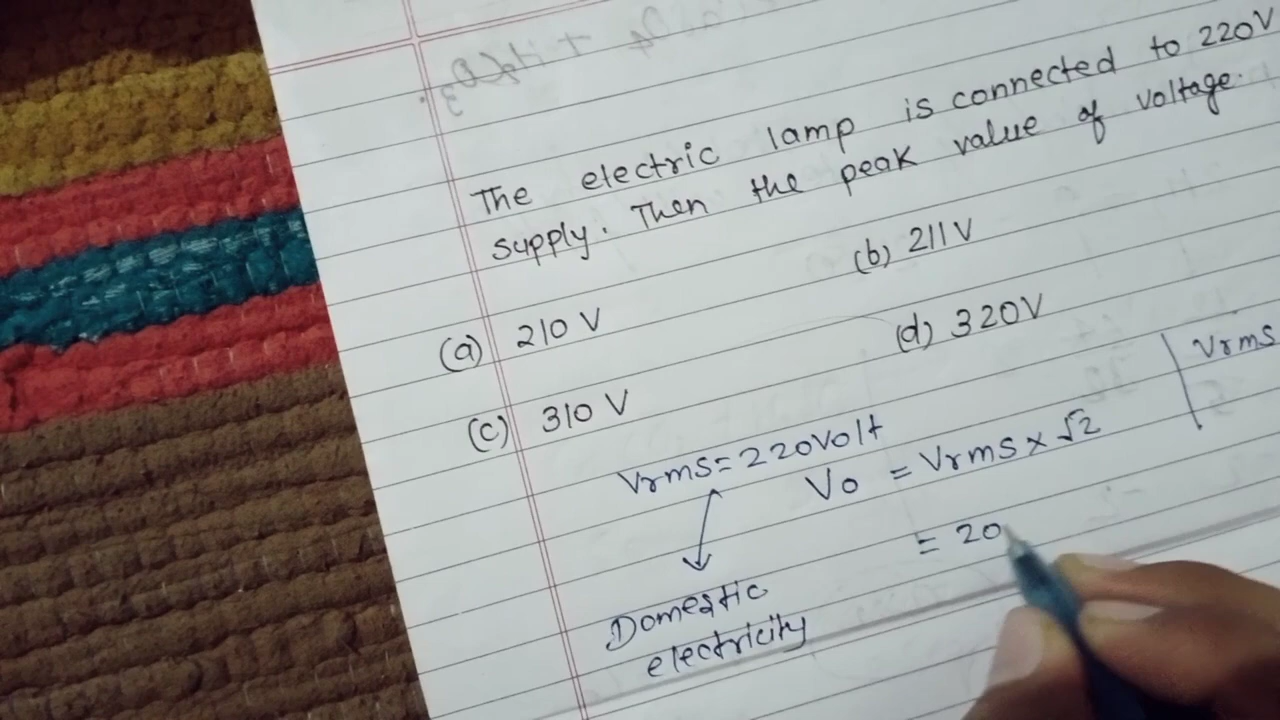 The electric lamp is connected to 220V
supply. Then the peak value of voltage.
(a) 210 V
(b) 211V
(c) 310 V
(d) 320V
Vrms=220Volt
Vo = Vrms × √2
Vrms
= 20
Domestic
electricity